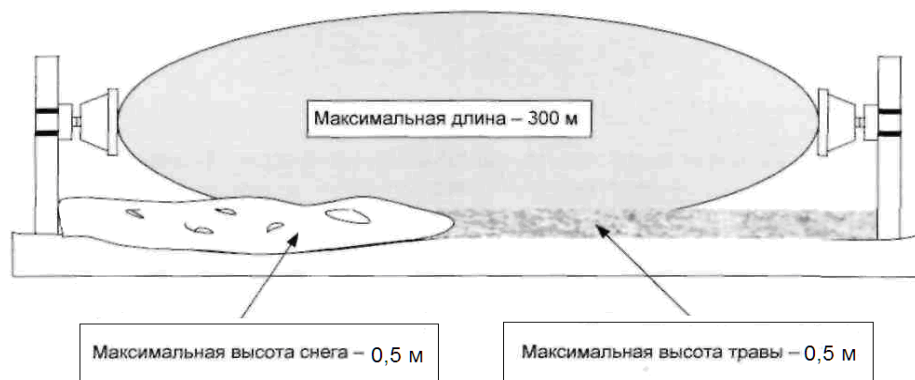 Максимальная длина – 300 м
Максимальная высота снега – 0,5 м
Максимальная высота травы – 0,5 м